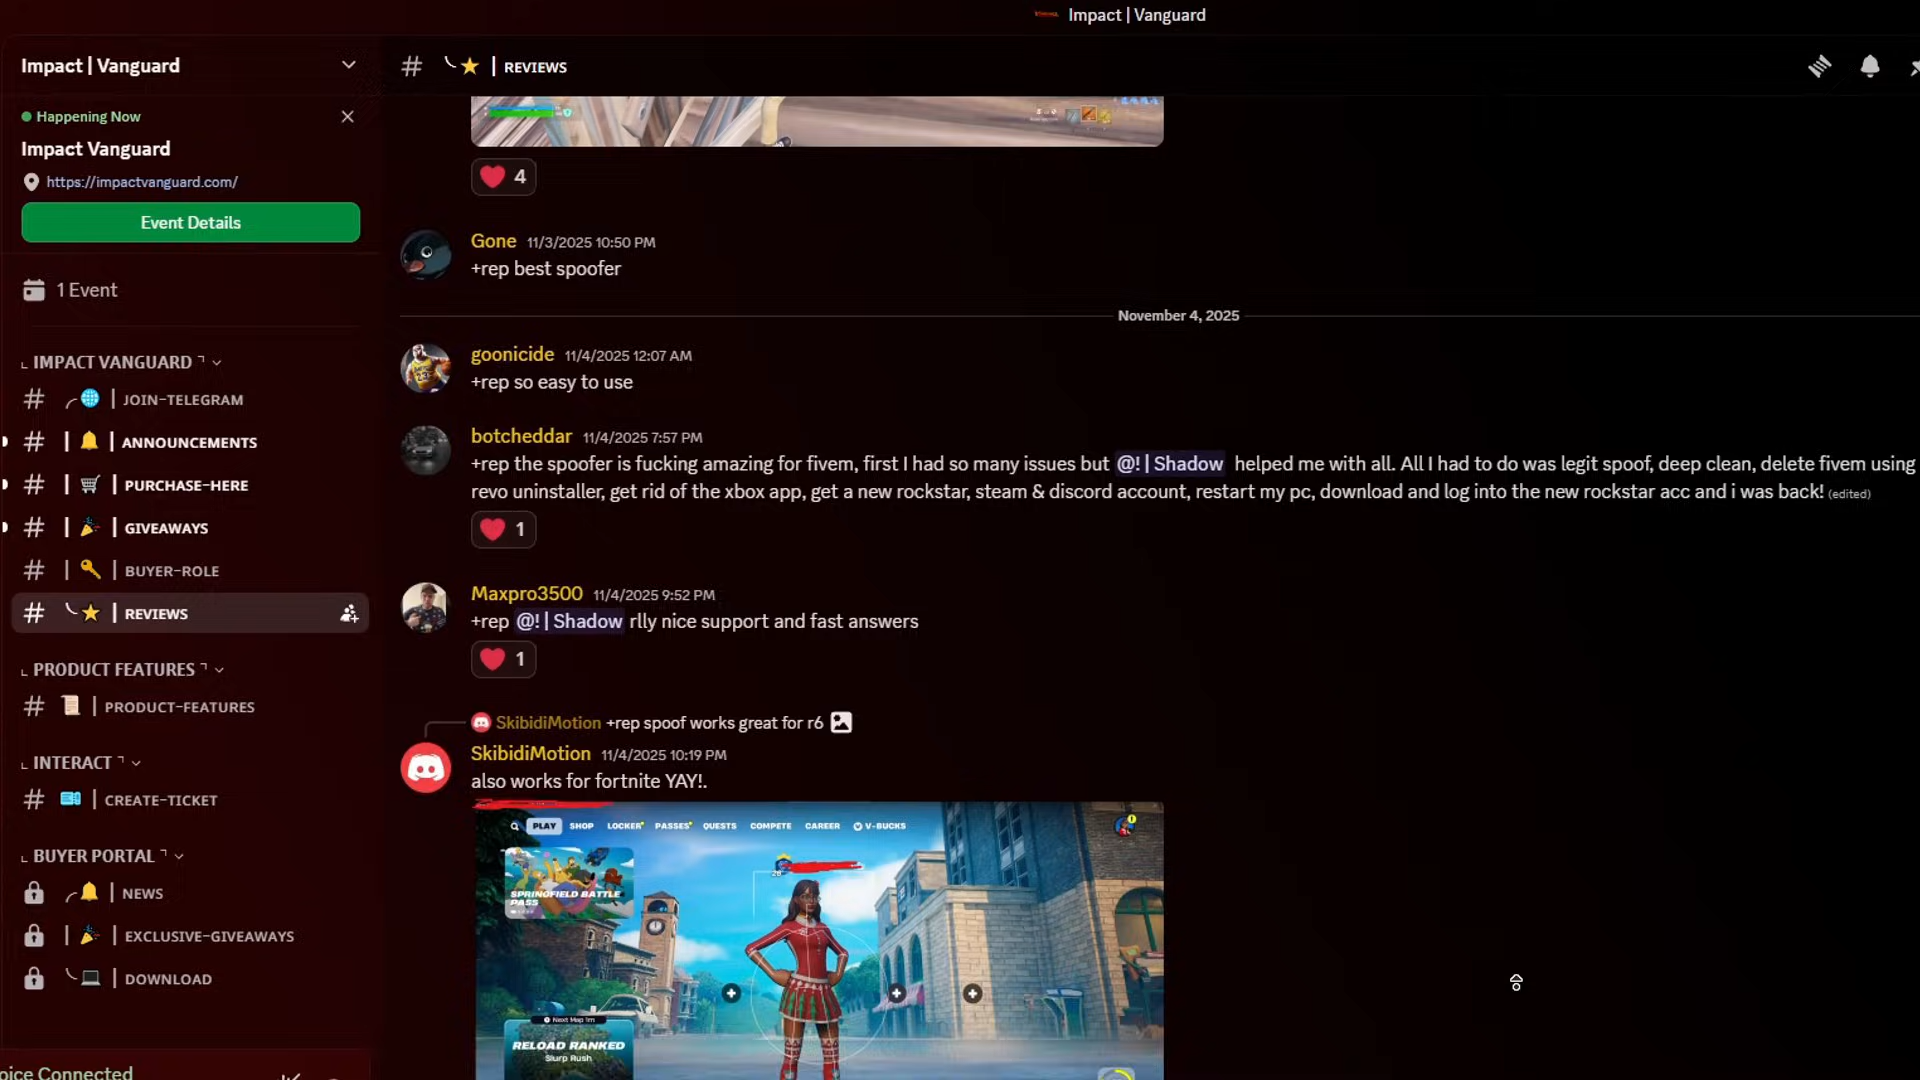 Impact | Vanguard
Impact | Vanguard
Happening Now
Impact Vanguard
https://impactvanguard.com/
Event Details
1 Event
IMPACT VANGUARD
JOIN-TELEGRAM
ANNOUNCEMENTS
PURCHASE-HERE
GIVEAWAYS
BUYER-ROLE
REVIEWS
PRODUCT FEATURES
PRODUCT-FEATURES
INTERACT
CREATE-TICKET
BUYER PORTAL
NEWS
EXCLUSIVE-GIVEAWAYS
DOWNLOAD
oice Connected
REVIEWS
4
Gone 11/3/2025 10:50 PM
+rep best spoofer
November 4, 2025
goonicide 11/4/2025 12:07 AM
+rep so easy to use
botcheddar 11/4/2025 7:57 PM
+rep the spoofer is fucking amazing for fivem, first I had so many issues but @! | Shadow helped me with all. All I had to do was legit spoof, deep clean, delete fivem using
revo uninstaller, get rid of the xbox app, get a new rockstar, steam & discord account, restart my pc, download and log into the new rockstar acc and i was back! (edited)
1
Maxpro3500 11/4/2025 9:52 PM
+rep @! | Shadow rlly nice support and fast answers
1
SkibidiMotion +rep spoof works great for r6
SkibidiMotion 11/4/2025 10:19 PM
also works for fortnite YAY!.
PLAY SHOP LOCKER PASSES QUESTS COMPETE CAREER V-BUCKS
SPRINGFIELD BATTLE
PASS
Next Map 1m
RELOAD RANKED
Slurp Rush